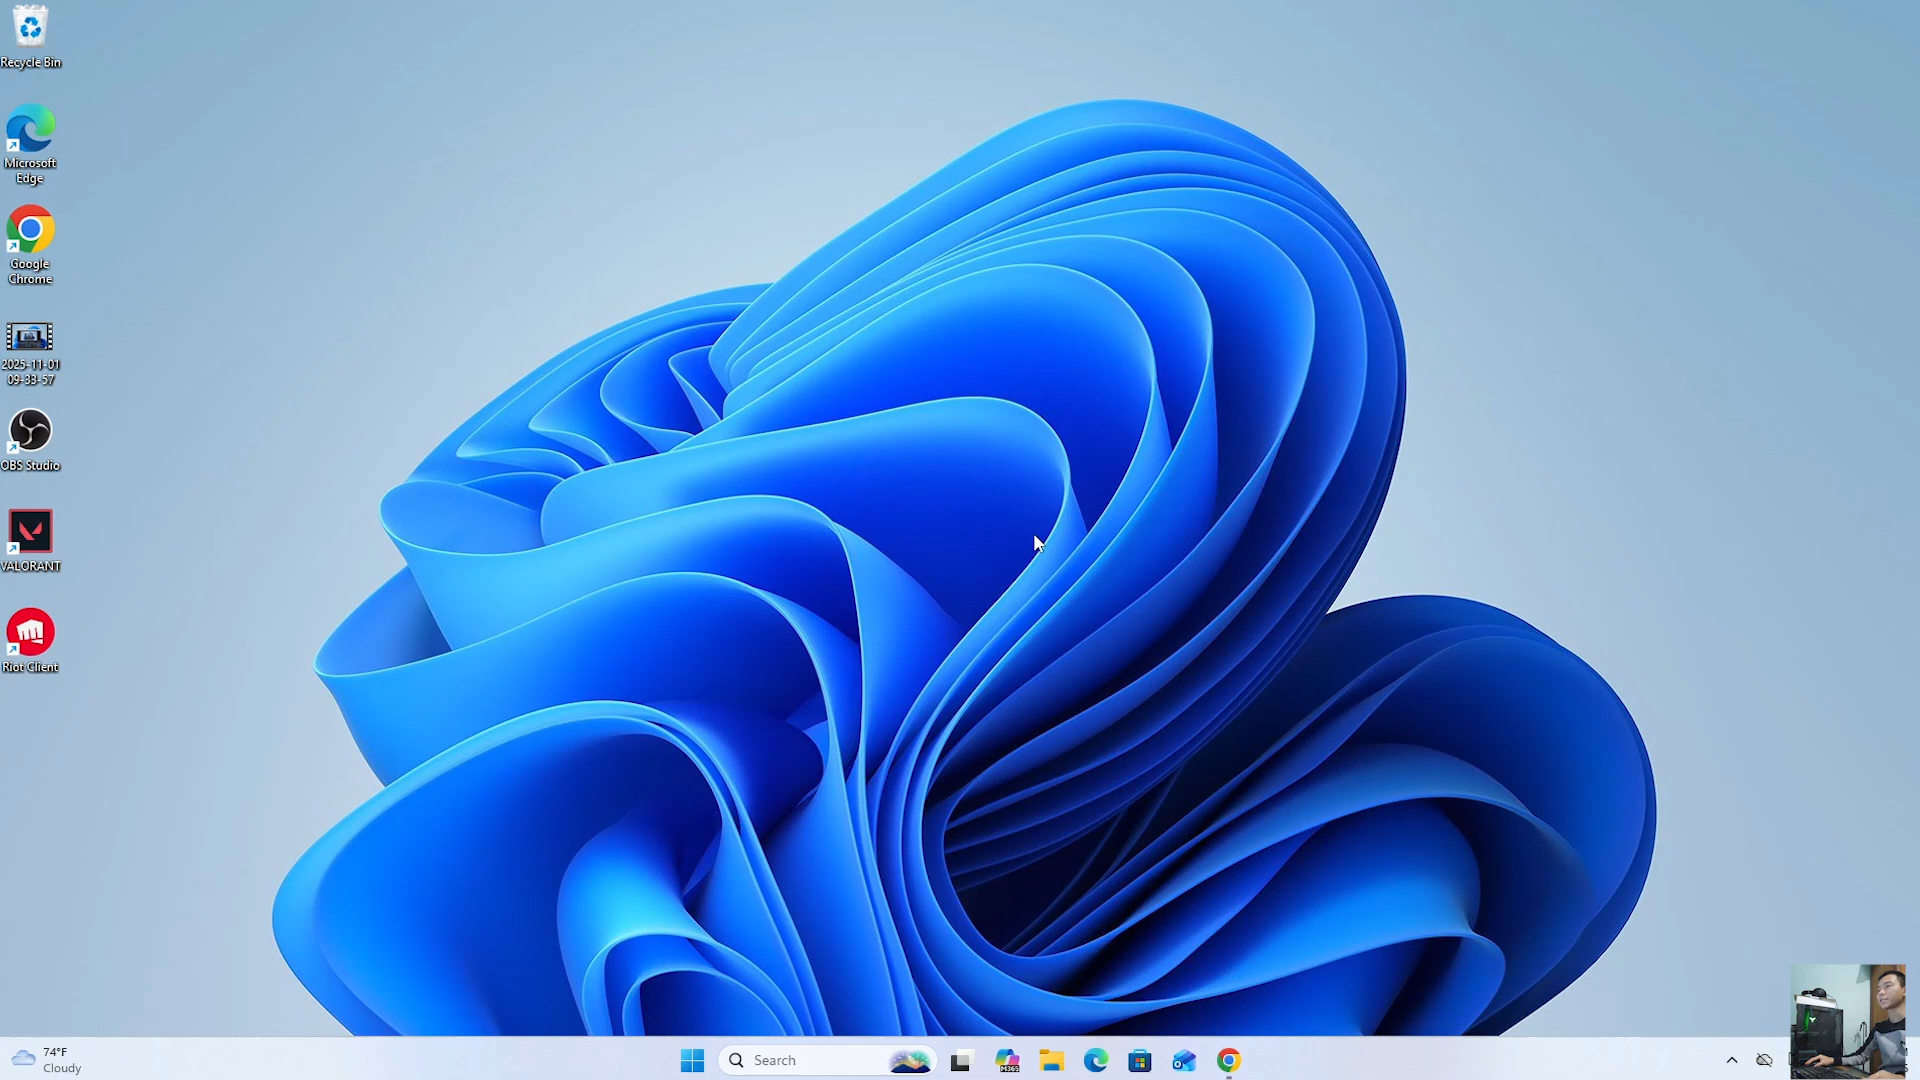 Recycle Bin
Microsoft
Edge
Google
Chrome
2025-11-01
09-33-57
OBS Studio
VALORANT
Riot Client
74°F
Cloudy
Search
M365